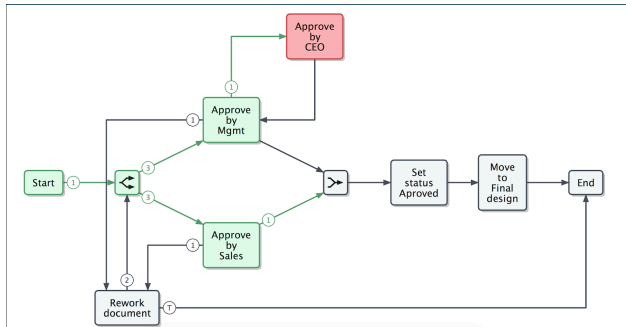 Approve
by
CEO
1
Approve
by
Mgmt
1
3
Start
1
3
Set
status
Aproved
Move
to
Final
design
End
1
Approve
by
Sales
1
2
Rework
document
T